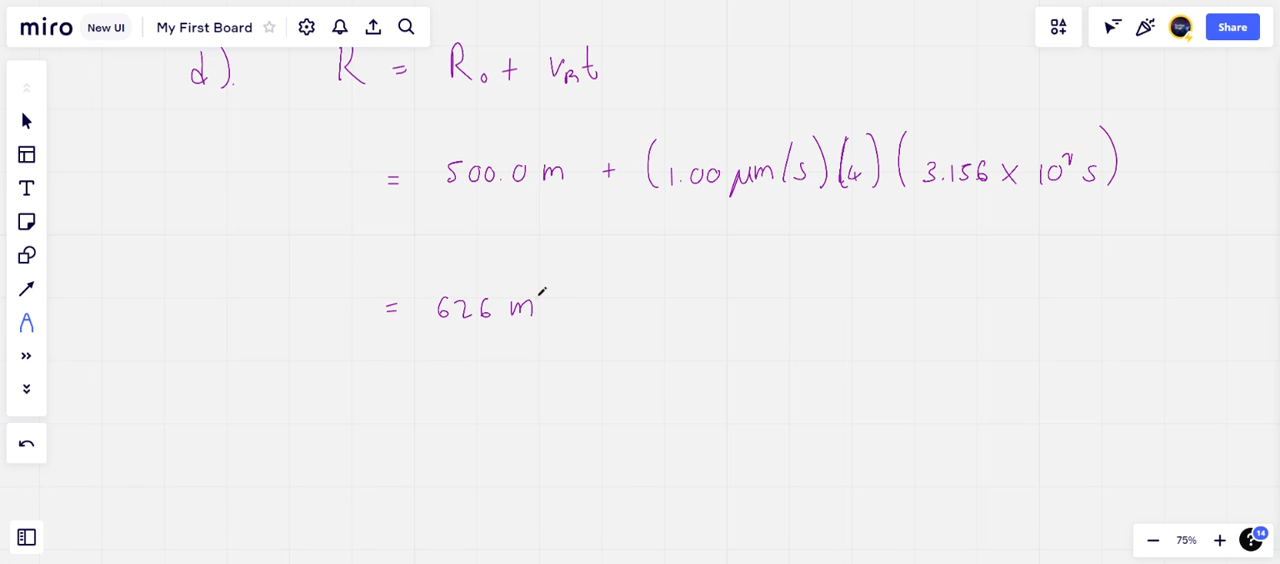 miro New UI My First Board Share
d). R = R₀ + v_R t
= 500.0 m + (1.00 μm/s)(4)(3.156 × 10⁷ s)
= 626 m
75%
14